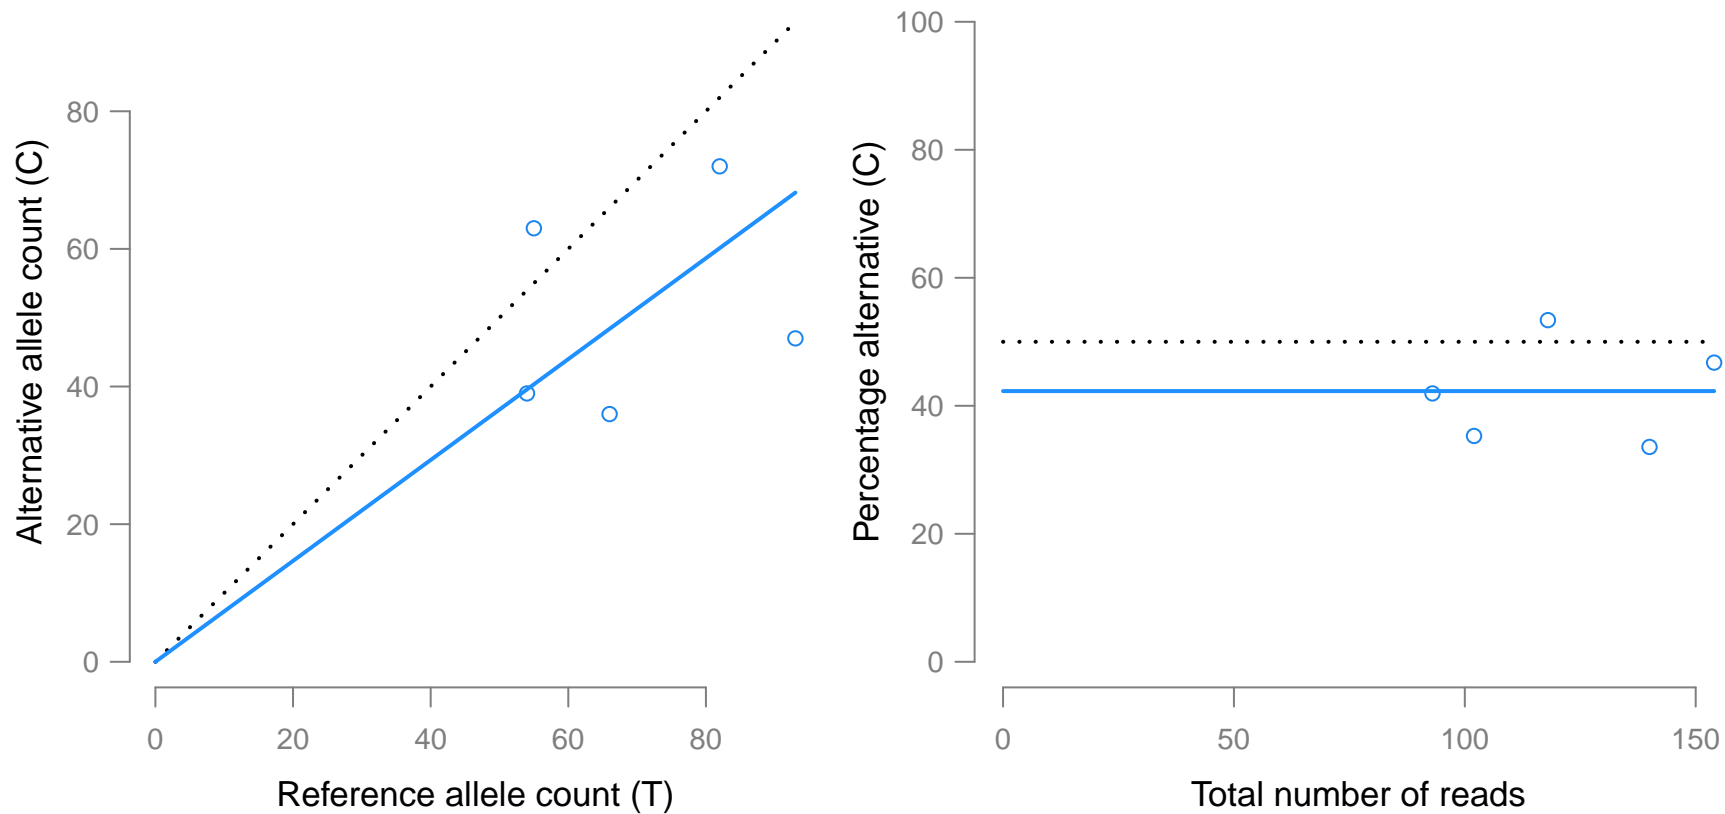 Alternative allele count (C)
80
60
40
20
0
0 20 40 60 80
Reference allele count (T)
Percentage alternative (C)
100
80
60
40
20
0
0 50 100 150
Total number of reads